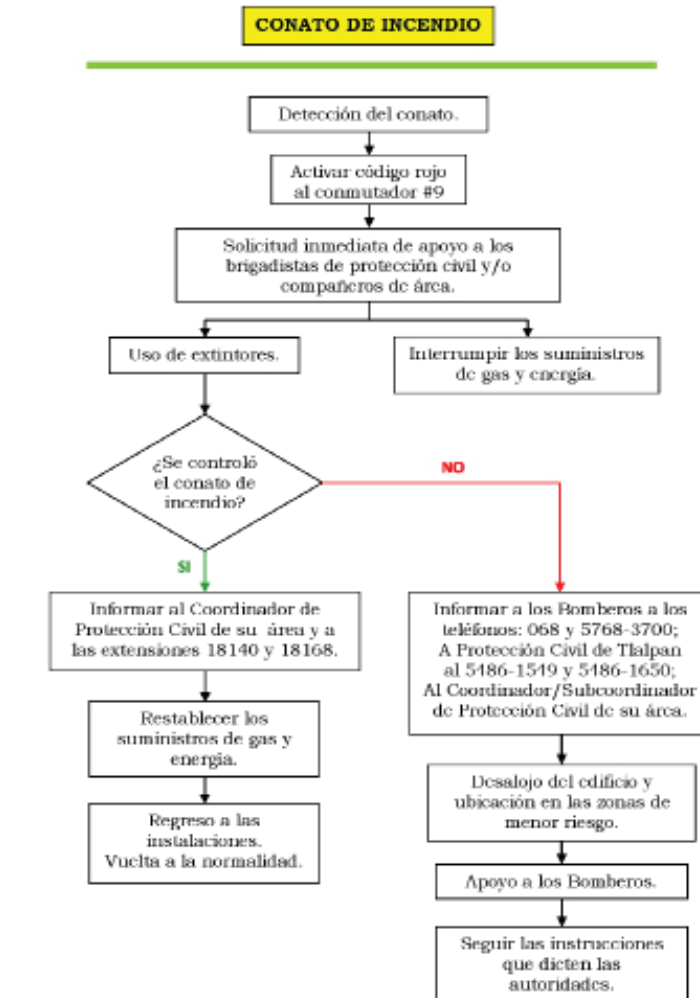 CONATO DE INCENDIO
Detección del conato.
Activar código rojo
al conmutador #9
Solicitud inmediata de apoyo a los
brigadistas de protección civil y/o
compañeros de área.
Uso de extintores.
Interrumpir los suministros
de gas y energía.
¿Se controló
el conato de
incendio?
NO
SI
Informar al Coordinador de
Protección Civil de su área y a
las extensiones 18140 y 18168.
Informar a los Bomberos a los
teléfonos: 068 y 5768-3700;
A Protección Civil de Tlalpan
al 5486-1549 y 5486-1650;
Al Coordinador/Subcoordinador
de Protección Civil de su área.
Restablecer los
suministros de gas y
energía.
Desalojo del edificio y
ubicación en las zonas de
menor riesgo.
Regreso a las
instalaciones.
Vuelta a la normalidad.
Apoyo a los Bomberos.
Seguir las instrucciones
que dicten las
autoridades.